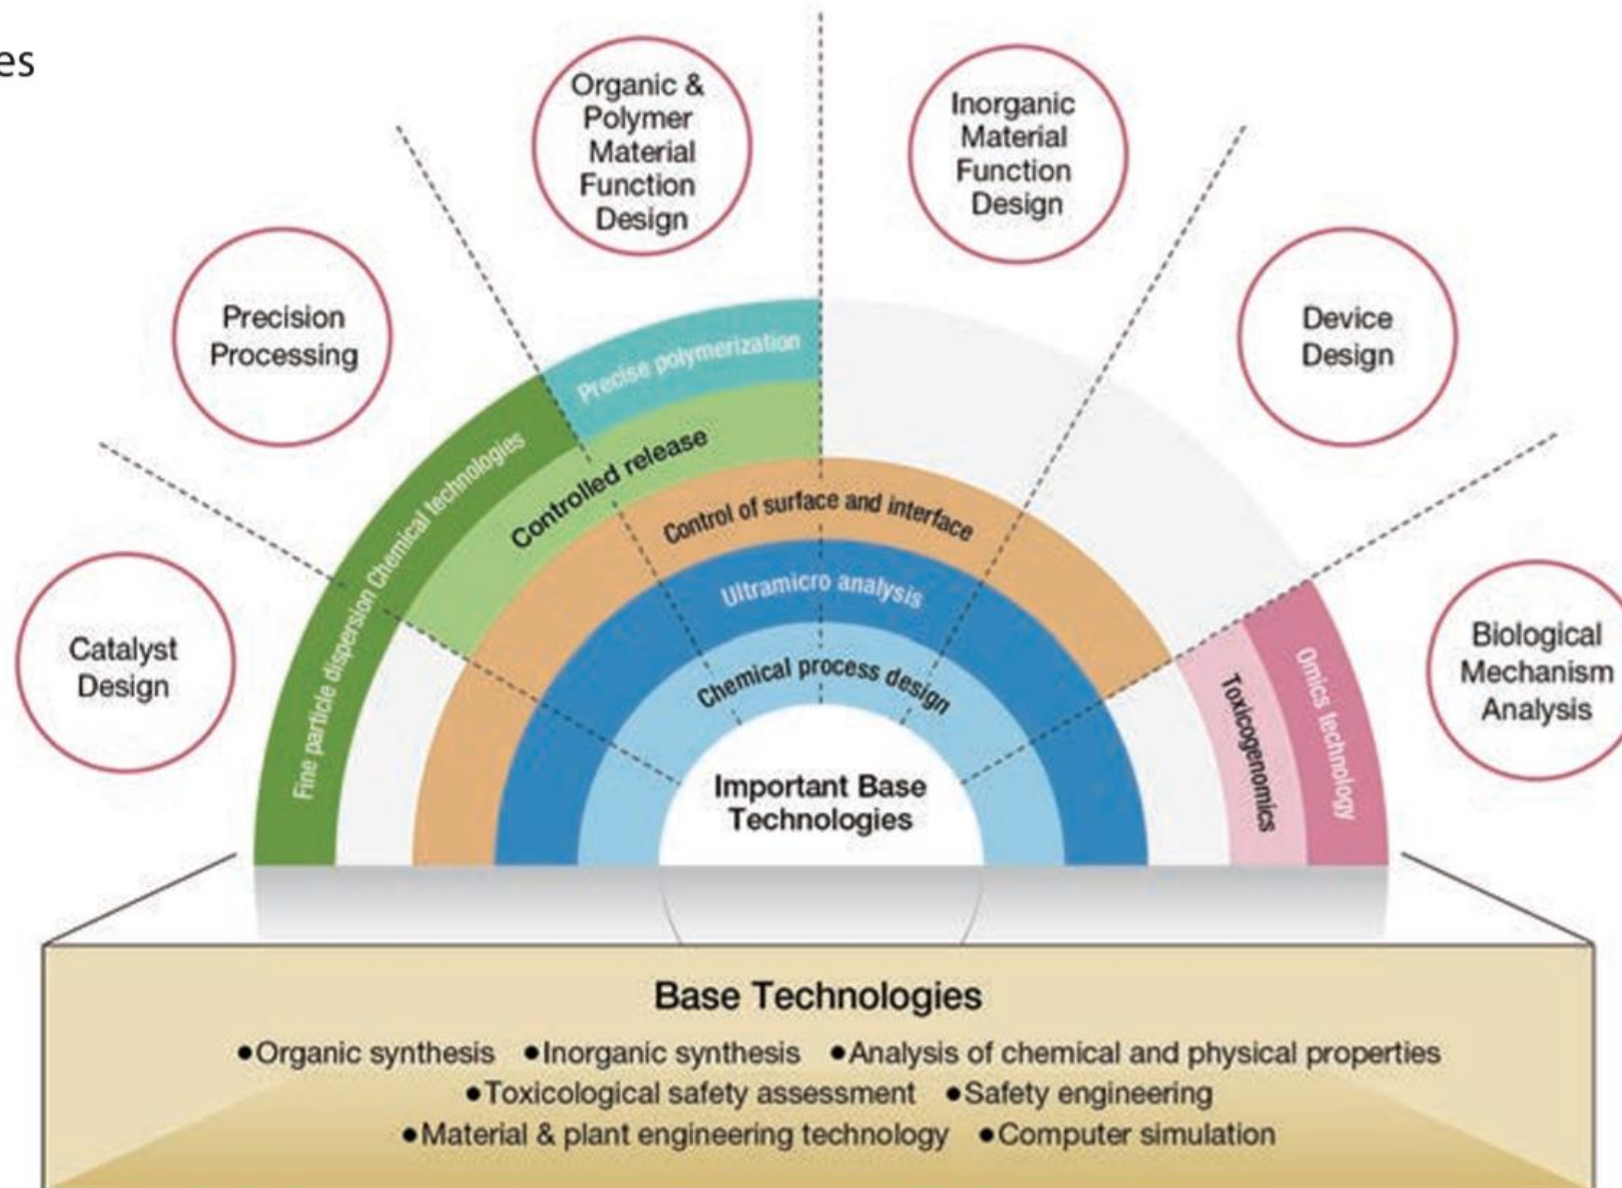 es
Organic &
Polymer
Material
Function
Design
Inorganic
Material
Function
Design
Precision
Processing
Device
Design
Catalyst
Design
Biological
Mechanism
Analysis
Precise polymerization
Fine particle dispersion Chemical technologies
Controlled release
Control of surface and interface
Ultramicro analysis
Chemical process design
Toxicogenomics
Omics technology
Important Base
Technologies
Base Technologies
●Organic synthesis ●Inorganic synthesis ●Analysis of chemical and physical properties
●Toxicological safety assessment ●Safety engineering
●Material & plant engineering technology ●Computer simulation